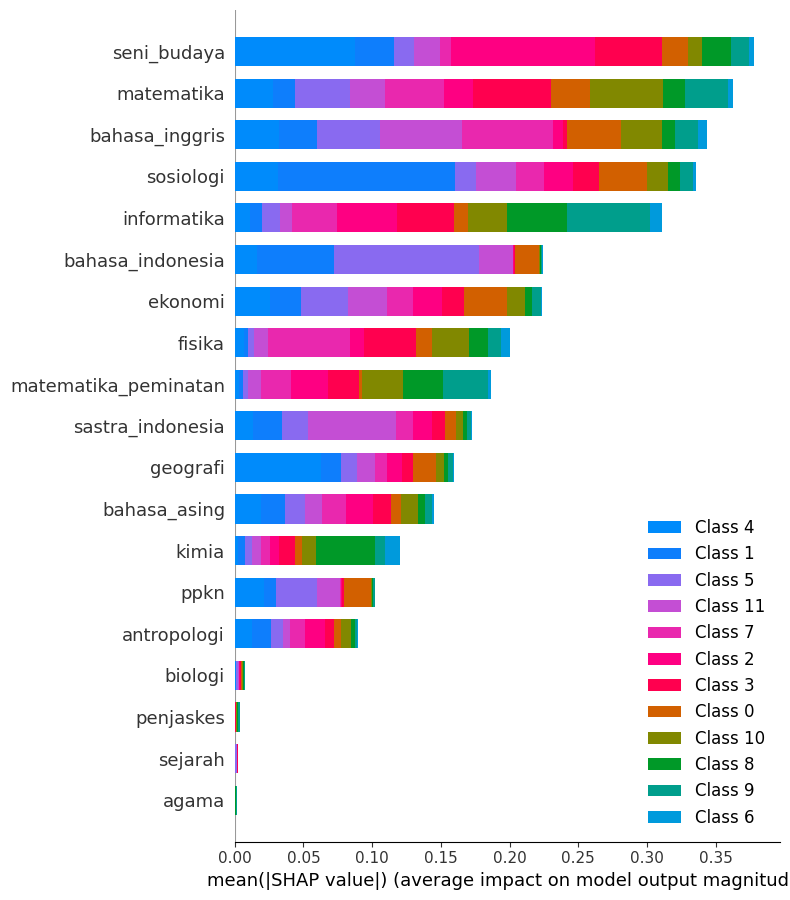 seni_budaya
matematika
bahasa_inggris
sosiologi
informatika
bahasa_indonesia
ekonomi
fisika
matematika_peminatan
sastra_indonesia
geografi
bahasa_asing
kimia
ppkn
antropologi
biologi
penjaskes
sejarah
agama
Class 4
Class 1
Class 5
Class 11
Class 7
Class 2
Class 3
Class 0
Class 10
Class 8
Class 9
Class 6
0.00 0.05 0.10 0.15 0.20 0.25 0.30 0.35
mean(|SHAP value|) (average impact on model output magnitud